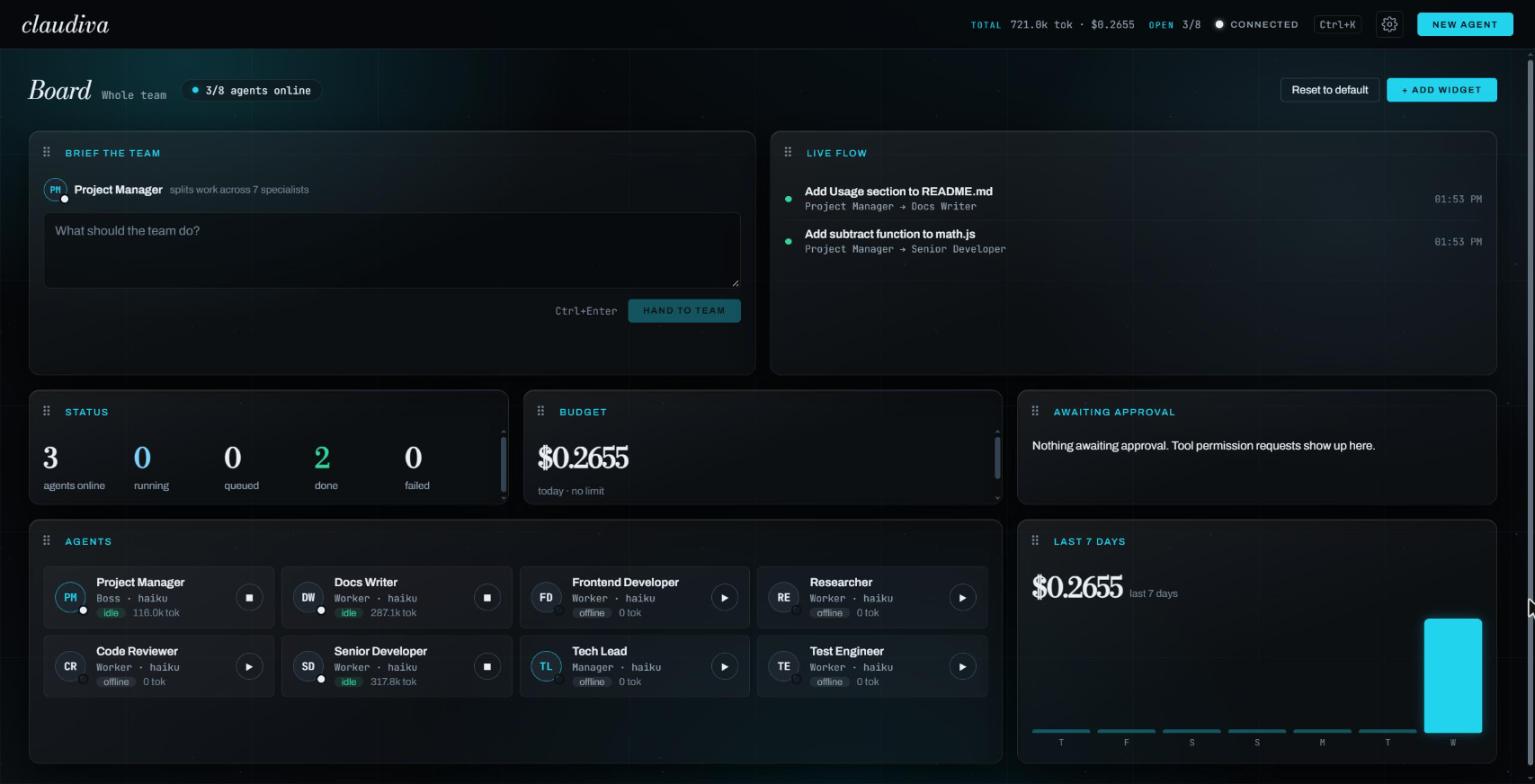 claudiva
TOTAL 721.0k tok · $0.2655 OPEN 3/8 CONNECTED Ctrl+K NEW AGENT
Board Whole team 3/8 agents online Reset to default + ADD WIDGET
BRIEF THE TEAM
PM Project Manager splits work across 7 specialists
What should the team do?
Ctrl+Enter HAND TO TEAM
LIVE FLOW
Add Usage section to README.md
Project Manager → Docs Writer 01:53 PM
Add subtract function to math.js
Project Manager → Senior Developer 01:53 PM
STATUS
3 0 0 2 0
agents online running queued done failed
BUDGET
$0.2655
today · no limit
AWAITING APPROVAL
Nothing awaiting approval. Tool permission requests show up here.
AGENTS
PM Project Manager
Boss · haiku
idle 116.0k tok
DW Docs Writer
Worker · haiku
idle 287.1k tok
FD Frontend Developer
Worker · haiku
offline 0 tok
RE Researcher
Worker · haiku
offline 0 tok
CR Code Reviewer
Worker · haiku
offline 0 tok
SD Senior Developer
Worker · haiku
idle 317.8k tok
TL Tech Lead
Manager · haiku
offline 0 tok
TE Test Engineer
Worker · haiku
offline 0 tok
LAST 7 DAYS
$0.2655 last 7 days
T F S S M T W